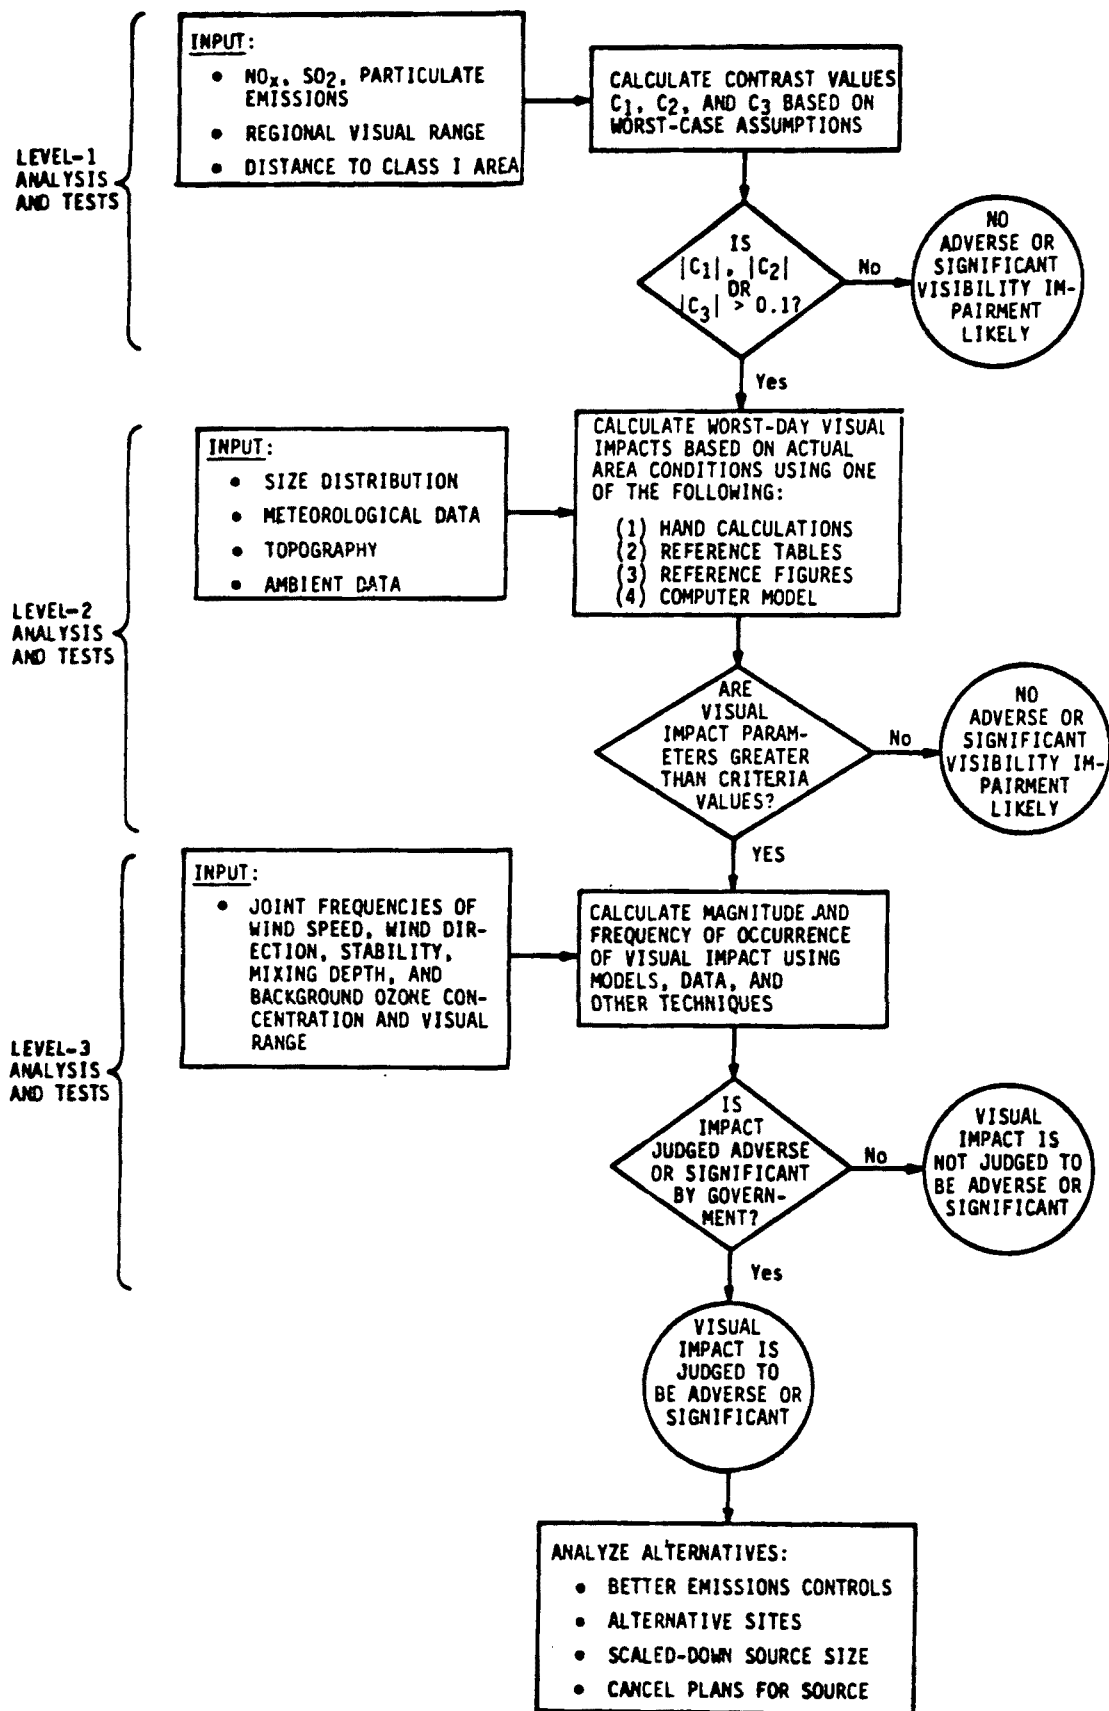 LEVEL-1
ANALYSIS
AND TESTS
INPUT:
• NOx, SO2, PARTICULATE
EMISSIONS
• REGIONAL VISUAL RANGE
• DISTANCE TO CLASS I AREA
CALCULATE CONTRAST VALUES
C1, C2, AND C3 BASED ON
WORST-CASE ASSUMPTIONS
IS
|C1|, |C2|
OR
|C3| > 0.1?
No
NO
ADVERSE OR
SIGNIFICANT
VISIBILITY IM-
PAIRMENT
LIKELY
Yes
LEVEL-2
ANALYSIS
AND TESTS
INPUT:
• SIZE DISTRIBUTION
• METEOROLOGICAL DATA
• TOPOGRAPHY
• AMBIENT DATA
CALCULATE WORST-DAY VISUAL
IMPACTS BASED ON ACTUAL
AREA CONDITIONS USING ONE
OF THE FOLLOWING:
(1) HAND CALCULATIONS
(2) REFERENCE TABLES
(3) REFERENCE FIGURES
(4) COMPUTER MODEL
ARE
VISUAL
IMPACT PARAM-
ETERS GREATER
THAN CRITERIA
VALUES?
No
NO
ADVERSE OR
SIGNIFICANT
VISIBILITY IM-
PAIRMENT
LIKELY
YES
LEVEL-3
ANALYSIS
AND TESTS
INPUT:
• JOINT FREQUENCIES OF
WIND SPEED, WIND DIR-
ECTION, STABILITY,
MIXING DEPTH, AND
BACKGROUND OZONE CON-
CENTRATION AND VISUAL
RANGE
CALCULATE MAGNITUDE AND
FREQUENCY OF OCCURRENCE
OF VISUAL IMPACT USING
MODELS, DATA, AND
OTHER TECHNIQUES
IS
IMPACT
JUDGED ADVERSE
OR SIGNIFICANT
BY GOVERN-
MENT?
No
VISUAL
IMPACT IS
NOT JUDGED TO
BE ADVERSE OR
SIGNIFICANT
Yes
VISUAL
IMPACT IS
JUDGED TO
BE ADVERSE OR
SIGNIFICANT
ANALYZE ALTERNATIVES:
• BETTER EMISSIONS CONTROLS
• ALTERNATIVE SITES
• SCALED-DOWN SOURCE SIZE
• CANCEL PLANS FOR SOURCE